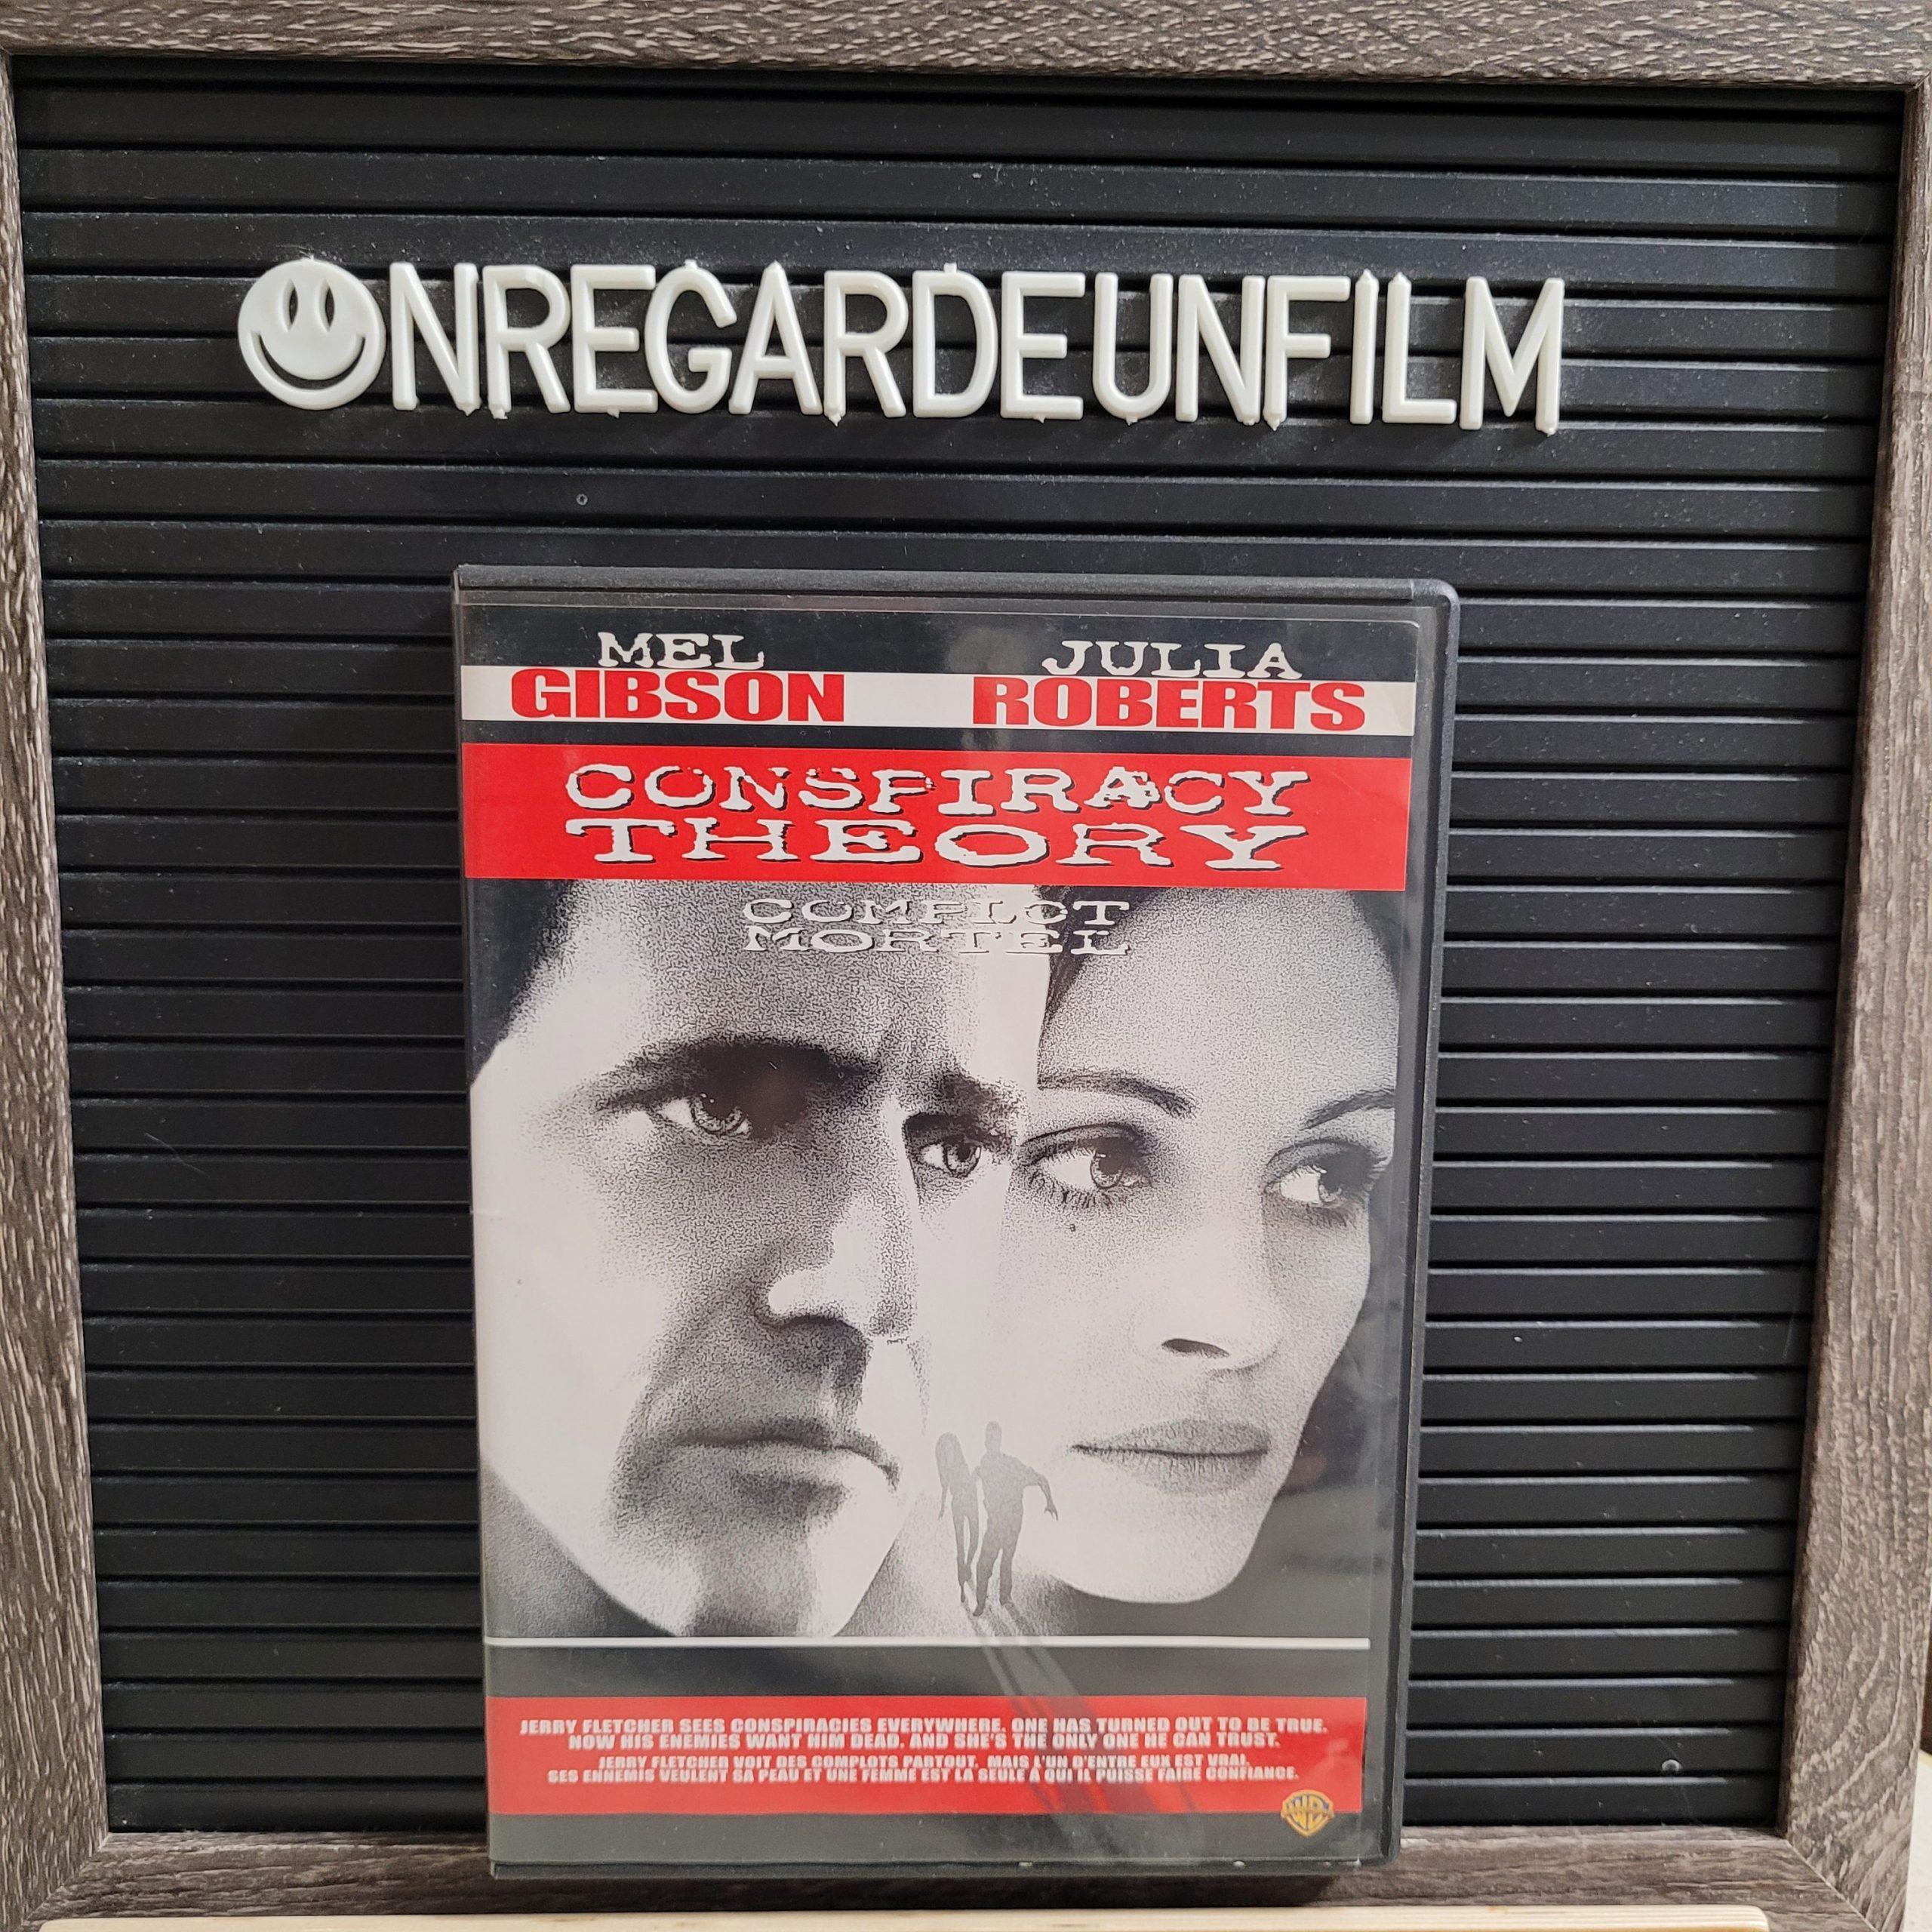 ☺NREGARDEUNFILM
MEL JULIA
GIBSON ROBERTS
CONSPIRACY
THEORY
COMPLOT
MORTEL
JERRY FLETCHER SEES CONSPIRACIES EVERYWHERE. ONE HAS TURNED OUT TO BE TRUE.
NOW HIS ENEMIES WANT HIM DEAD. AND SHE'S THE ONLY ONE HE CAN TRUST.
JERRY FLETCHER VOIT DES COMPLOTS PARTOUT. MAIS L'UN D'ENTRE EUX EST VRAI.
SES ENNEMIS VEULENT SA PEAU ET UNE FEMME EST LA SEULE À QUI IL PUISSE FAIRE CONFIANCE.
WB